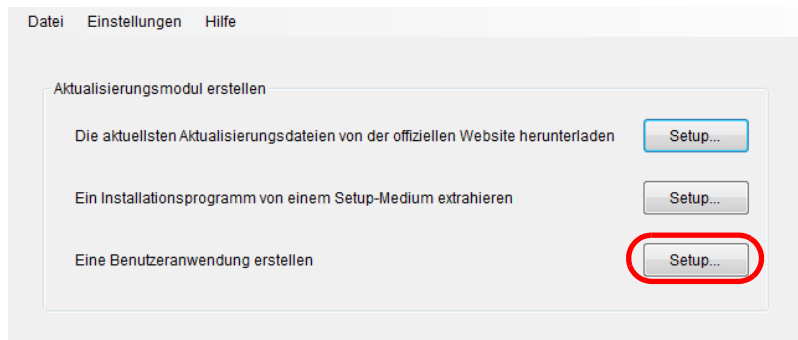 Datei Einstellungen Hilfe
Aktualisierungsmodul erstellen
Die aktuellsten Aktualisierungsdateien von der offiziellen Website herunterladen Setup...
Ein Installationsprogramm von einem Setup-Medium extrahieren Setup...
Eine Benutzeranwendung erstellen Setup...